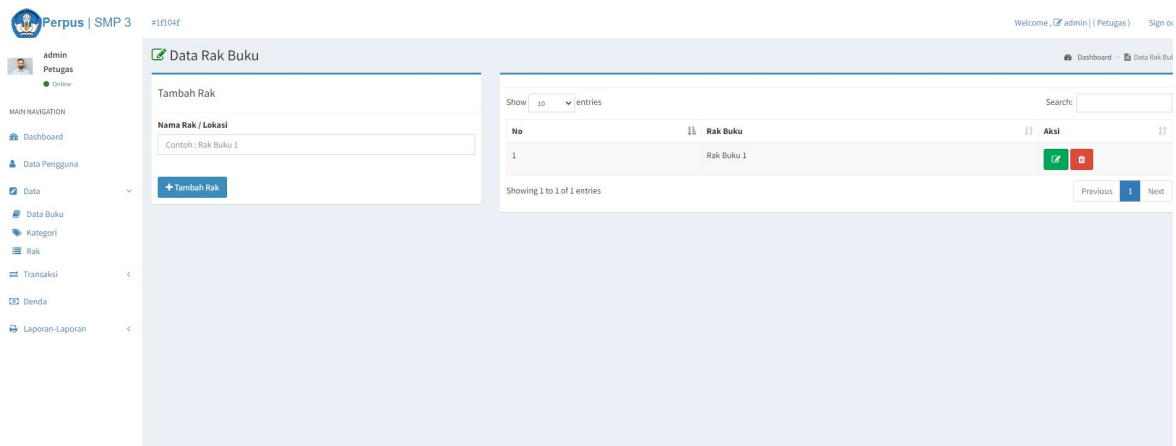 Perpus | SMP 3
#1f104f
Welcome , admin | ( Petugas )
Sign ou
admin
Petugas
Online
MAIN NAVIGATION
Dashboard
Data Pengguna
Data
Data Buku
Kategori
Rak
Transaksi
Denda
Laporan-Laporan
Data Rak Buku
Dashboard > Data Rak Buk
Tambah Rak
Nama Rak / Lokasi
Contoh : Rak Buku 1
+ Tambah Rak
Show 10 entries
Search:
No Rak Buku Aksi
1 Rak Buku 1
Showing 1 to 1 of 1 entries
Previous 1 Next